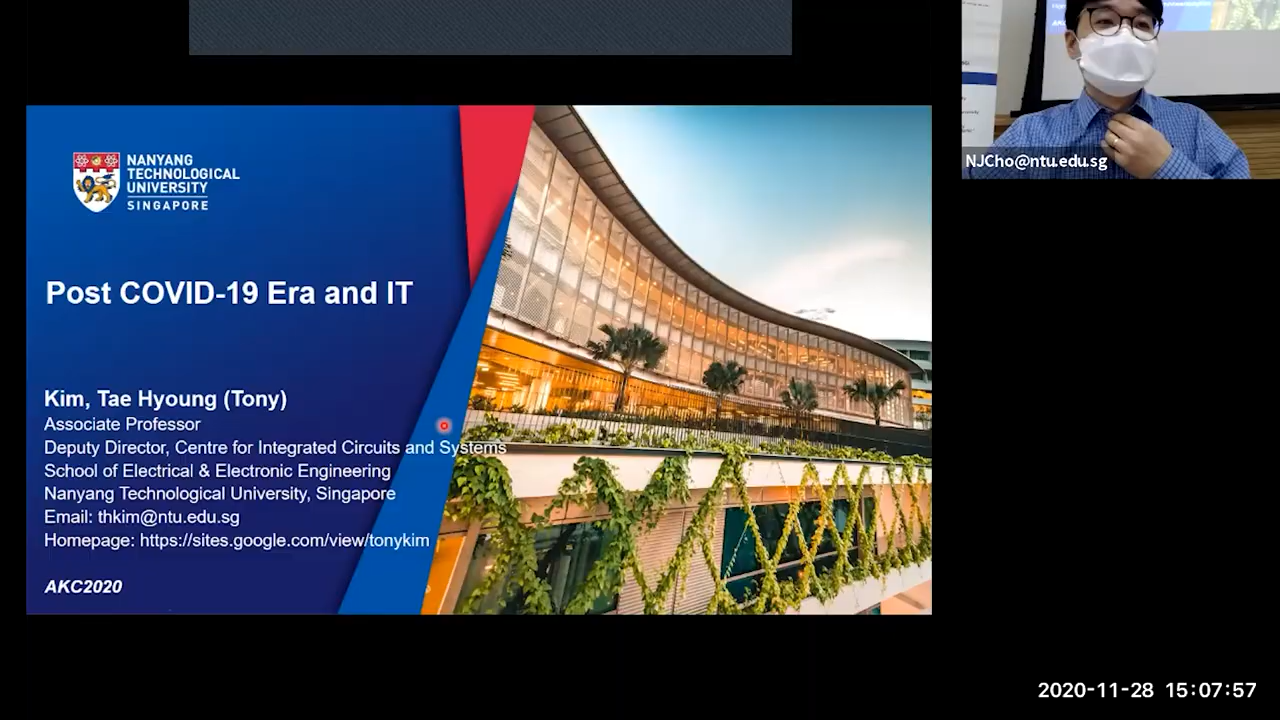 NANYANG
TECHNOLOGICAL
UNIVERSITY
SINGAPORE
Post COVID-19 Era and IT
Kim, Tae Hyoung (Tony)
Associate Professor
Deputy Director, Centre for Integrated Circuits and Systems
School of Electrical & Electronic Engineering
Nanyang Technological University, Singapore
Email: thkim@ntu.edu.sg
Homepage: https://sites.google.com/view/tonykim
AKC2020
NJCho@ntu.edu.sg
2020-11-28 15:07:57